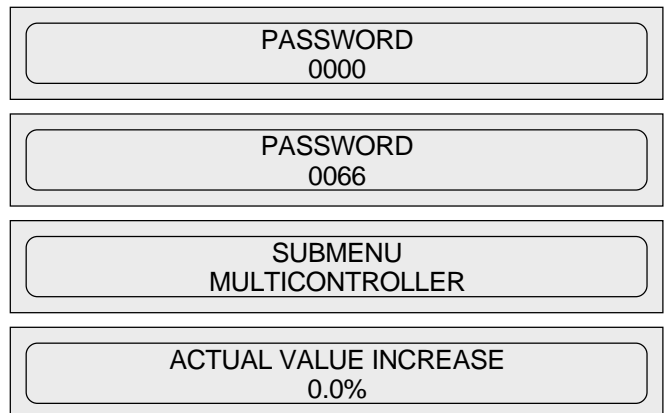 PASSWORD
0000
PASSWORD
0066
SUBMENU
MULTICONTROLLER
ACTUAL VALUE INCREASE
0.0%